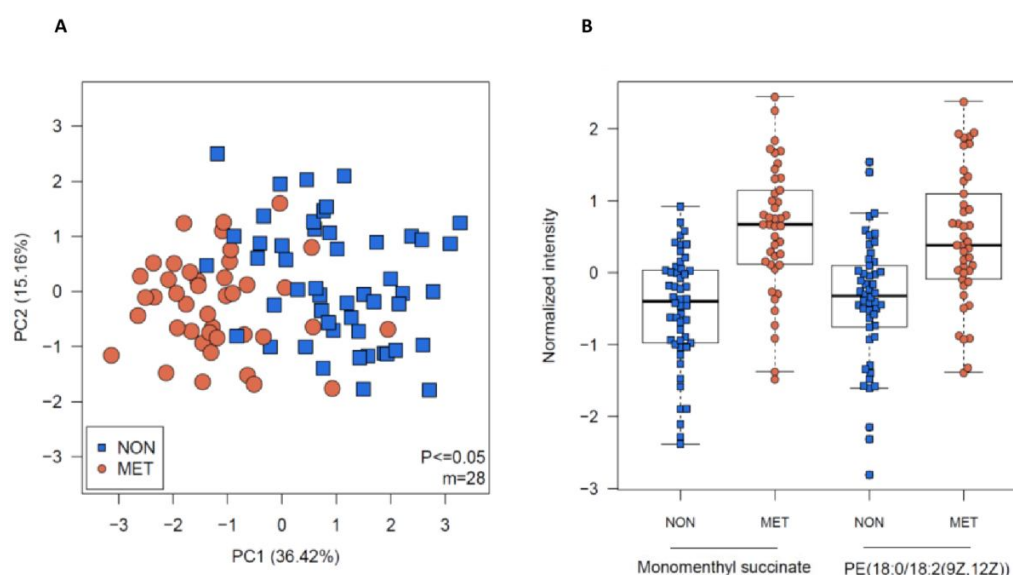 A
B
PC2 (15.16%)
3
2
1
0
−1
−2
−3
NON
MET
P<=0.05
m=28
−3
−2
−1
0
1
2
3
PC1 (36.42%)
Normalized intensity
2
1
0
−1
−2
−3
NON
MET
NON
MET
Monomenthyl succinate
PE(18:0/18:2(9Z,12Z))